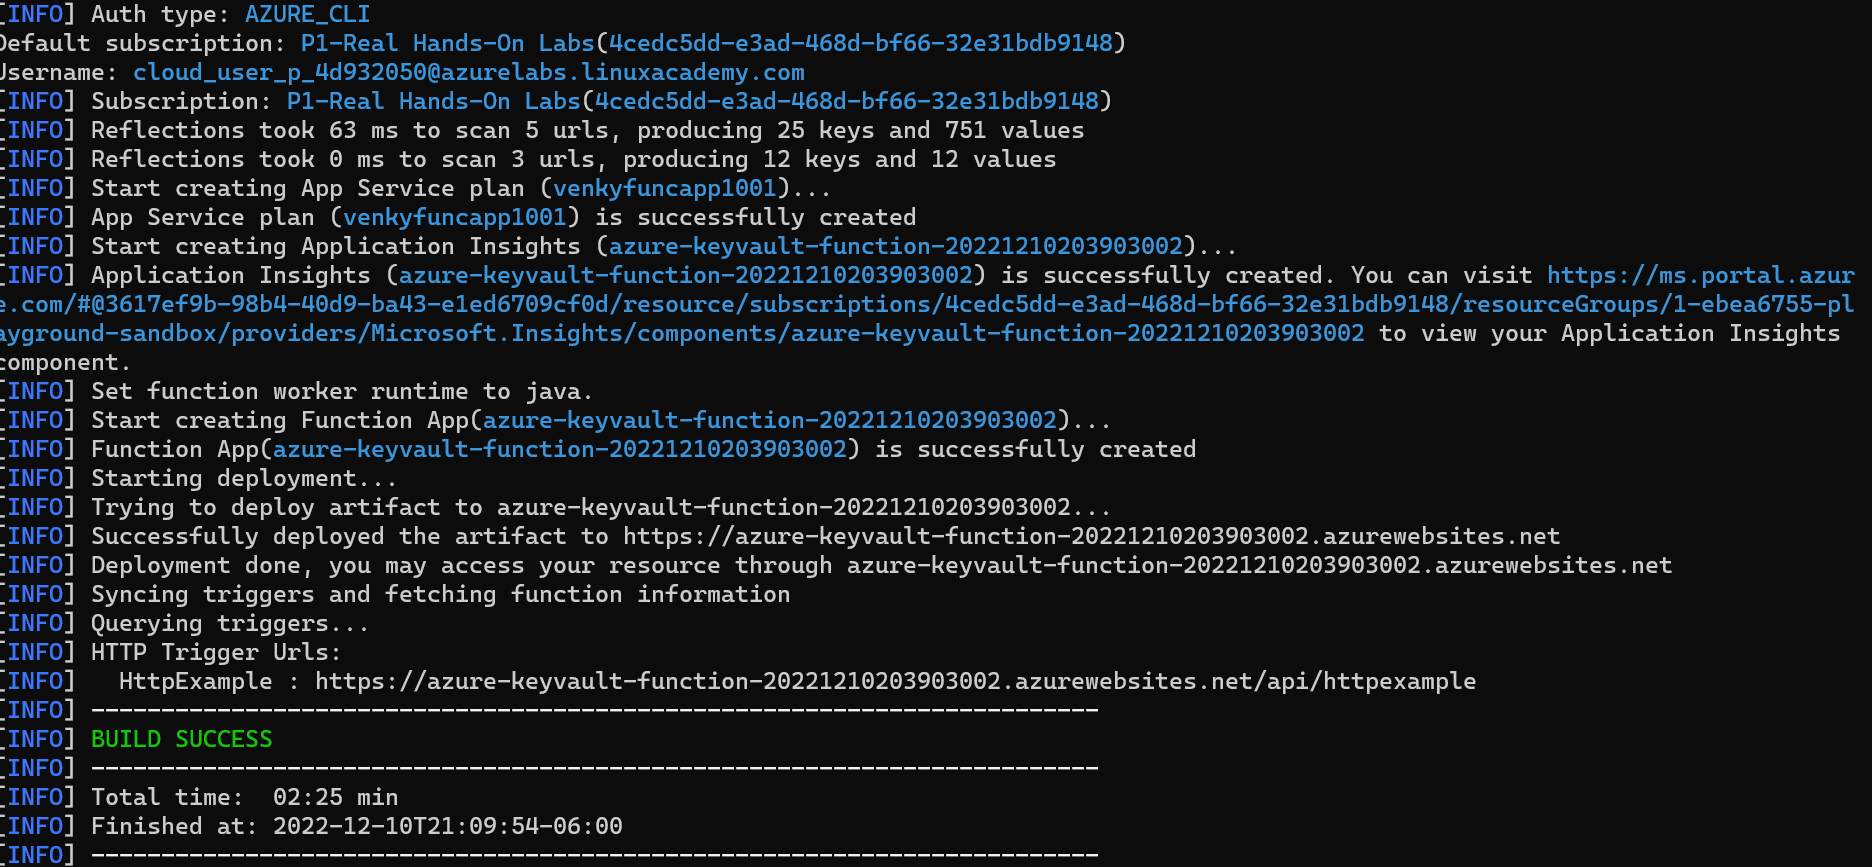 [INFO] Auth type: AZURE_CLI
Default subscription: P1-Real Hands-On Labs(4cedc5dd-e3ad-468d-bf66-32e31bdb9148)
Username: cloud_user_p_4d932050@azurelabs.linuxacademy.com
[INFO] Subscription: P1-Real Hands-On Labs(4cedc5dd-e3ad-468d-bf66-32e31bdb9148)
[INFO] Reflections took 63 ms to scan 5 urls, producing 25 keys and 751 values
[INFO] Reflections took 0 ms to scan 3 urls, producing 12 keys and 12 values
[INFO] Start creating App Service plan (venkyfuncapp1001)...
[INFO] App Service plan (venkyfuncapp1001) is successfully created
[INFO] Start creating Application Insights (azure-keyvault-function-20221210203903002)...
[INFO] Application Insights (azure-keyvault-function-20221210203903002) is successfully created. You can visit https://ms.portal.azur
e.com/#@3617ef9b-98b4-40d9-ba43-e1ed6709cf0d/resource/subscriptions/4cedc5dd-e3ad-468d-bf66-32e31bdb9148/resourceGroups/1-ebea6755-pl
ayground-sandbox/providers/Microsoft.Insights/components/azure-keyvault-function-20221210203903002 to view your Application Insights
component.
[INFO] Set function worker runtime to java.
[INFO] Start creating Function App(azure-keyvault-function-20221210203903002)...
[INFO] Function App(azure-keyvault-function-20221210203903002) is successfully created
[INFO] Starting deployment...
[INFO] Trying to deploy artifact to azure-keyvault-function-20221210203903002...
[INFO] Successfully deployed the artifact to https://azure-keyvault-function-20221210203903002.azurewebsites.net
[INFO] Deployment done, you may access your resource through azure-keyvault-function-20221210203903002.azurewebsites.net
[INFO] Syncing triggers and fetching function information
[INFO] Querying triggers...
[INFO] HTTP Trigger Urls:
[INFO]   HttpExample : https://azure-keyvault-function-20221210203903002.azurewebsites.net/api/httpexample
[INFO] ------------------------------------------------------------------------
[INFO] BUILD SUCCESS
[INFO] ------------------------------------------------------------------------
[INFO] Total time:  02:25 min
[INFO] Finished at: 2022-12-10T21:09:54-06:00
[INFO] ------------------------------------------------------------------------